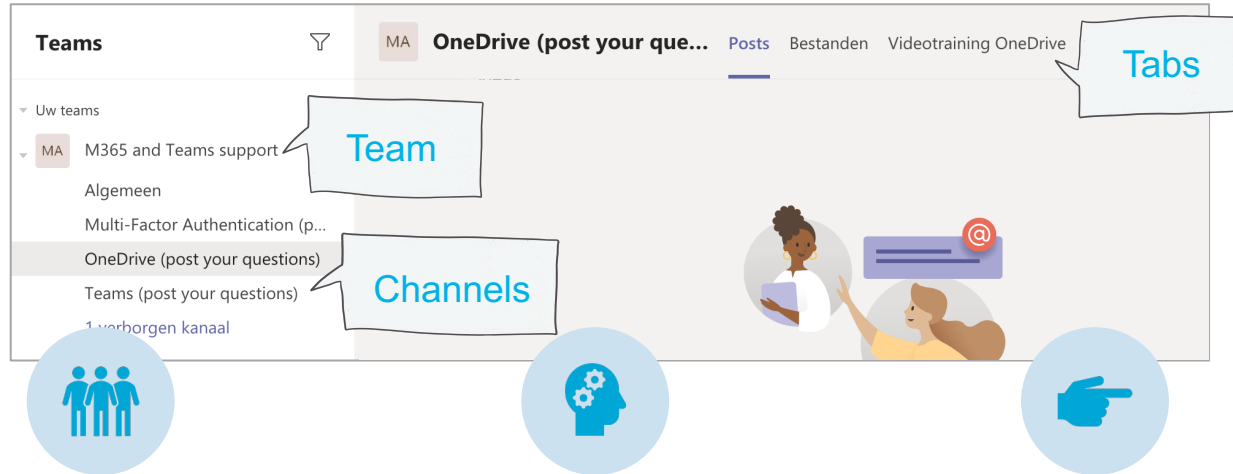 Teams
MA OneDrive (post your que... Posts Bestanden Videotraining OneDrive
Tabs
Uw teams
MA M365 and Teams support
Team
Algemeen
Multi-Factor Authentication (p...
OneDrive (post your questions)
Channels
Teams (post your questions)
1 verborgen kanaal
@